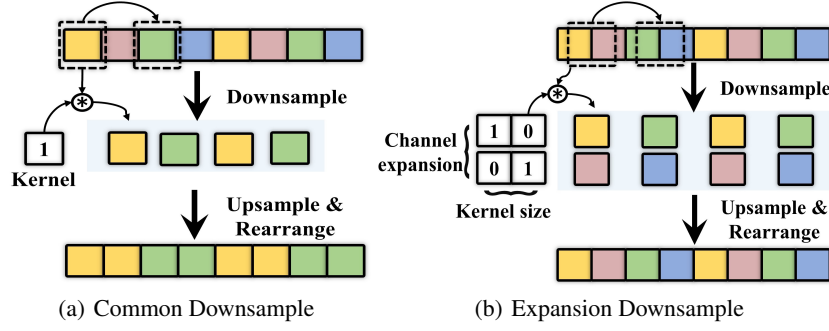 *
Downsample
1
Kernel
Upsample &
Rearrange
(a) Common Downsample
*
Downsample
Channel
expansion
1 0
0 1
Kernel size
Upsample &
Rearrange
(b) Expansion Downsample